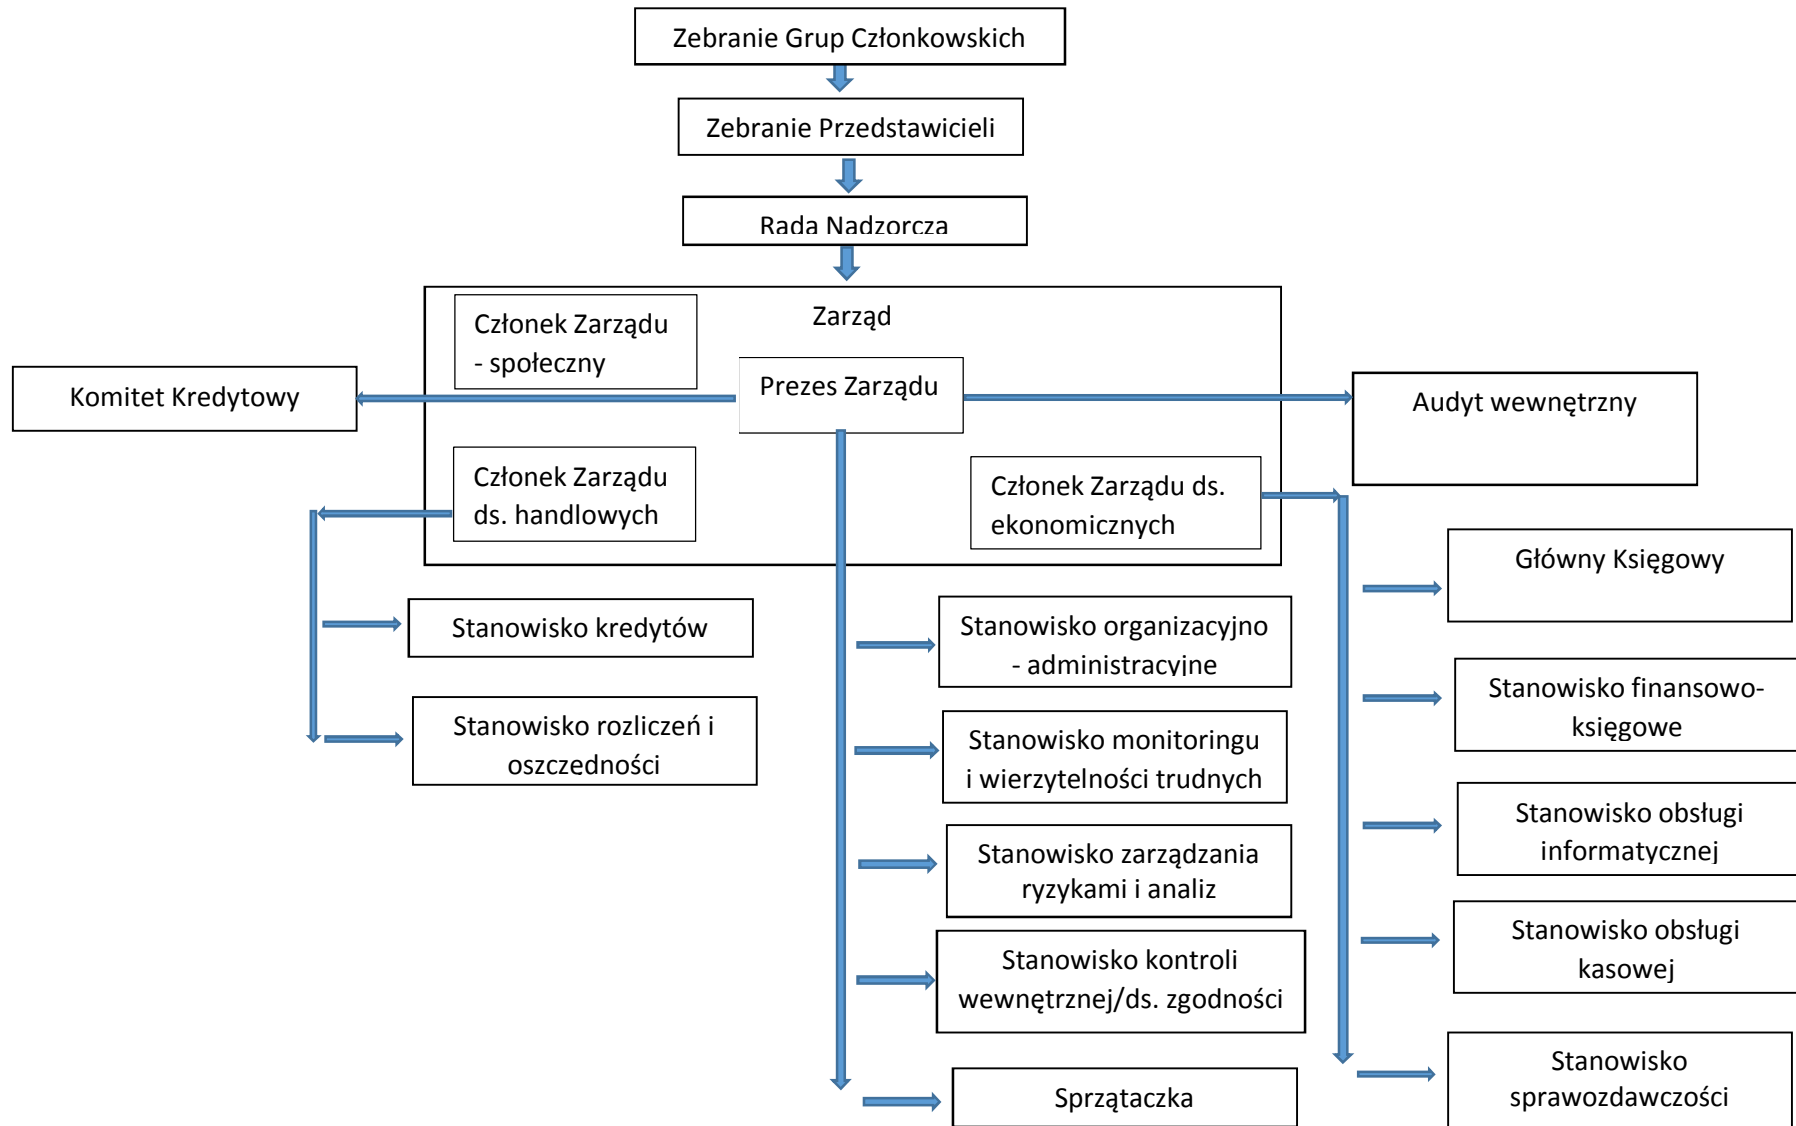 Zebranie Grup Członkowskich
Zebranie Przedstawicieli
Rada Nadzorcza
Zarząd
Członek Zarządu
- społeczny
Prezes Zarządu
Komitet Kredytowy
Audyt wewnętrzny
Członek Zarządu
ds. handlowych
Członek Zarządu ds.
ekonomicznych
Stanowisko kredytów
Stanowisko rozliczeń i
oszczędności
Stanowisko organizacyjno
- administracyjne
Stanowisko monitoringu
i wierzytelności trudnych
Stanowisko zarządzania
ryzykami i analiz
Stanowisko kontroli
wewnętrznej/ds. zgodności
Sprzątaczka
Główny Księgowy
Stanowisko finansowo-
księgowe
Stanowisko obsługi
informatycznej
Stanowisko obsługi
kasowej
Stanowisko
sprawozdawczości